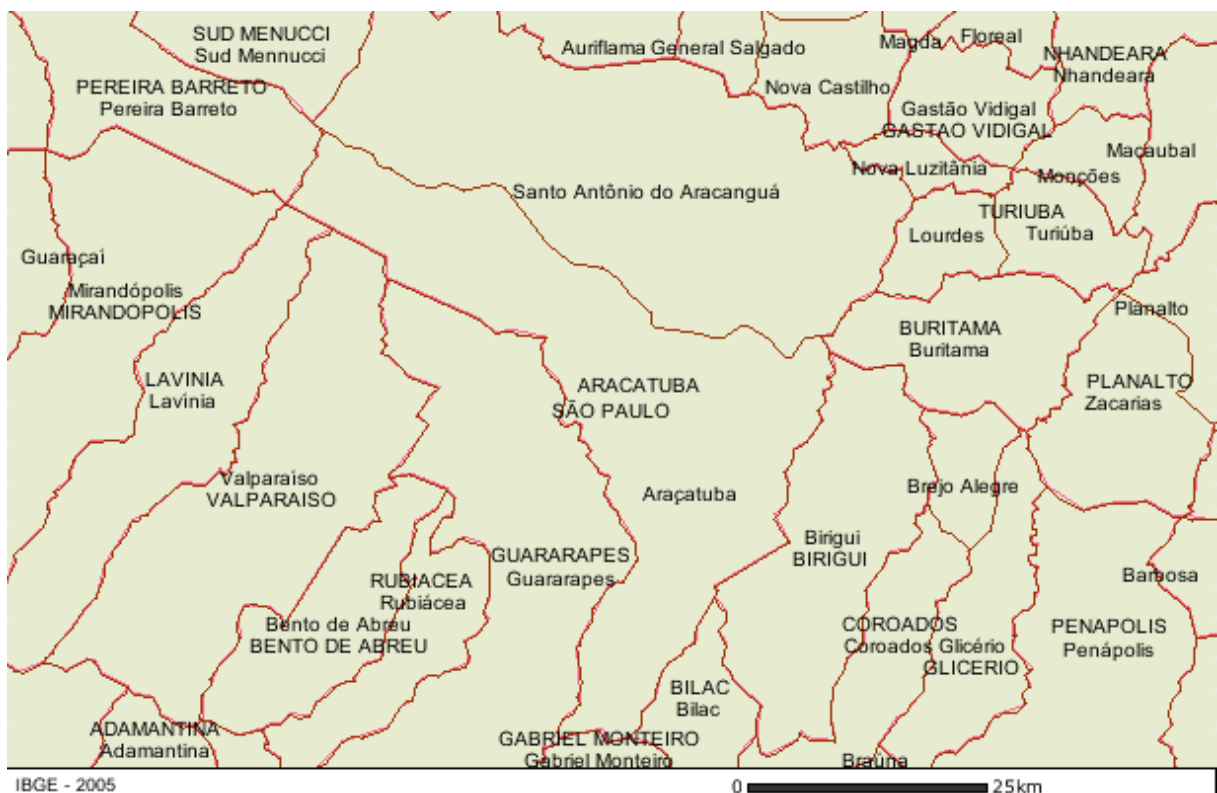 SUD MENUCCI
Sud Mennucci
Auriflama General Salgado
Magda
Floreal
NHANDEARA
Nhandeara
PEREIRA BARRETO
Pereira Barreto
Nova Castilho
Gastão Vidigal
GASTAO VIDIGAL
Macaubal
Nova Luzitânia
Monções
Santo Antônio do Aracanguá
TURIUBA
Turiúba
Lourdes
Guaraçaí
Mirandópolis
MIRANDOPOLIS
Planalto
BURITAMA
Buritama
LAVINIA
Lavínia
ARACATUBA
SÃO PAULO
PLANALTO
Zacarias
Valparaíso
VALPARAISO
Araçatuba
Brejo Alegre
Birigui
BIRIGUI
GUARARAPES
Guararapes
RUBIACEA
Rubiácea
Barbosa
Bento de Abreu
BENTO DE ABREU
COROADOS
Coroados Glicério
GLICERIO
PENAPOLIS
Penápolis
BILAC
Bilac
ADAMANTINA
Adamantina
GABRIEL MONTEIRO
Gabriel Monteiro
Braúna
IBGE - 2005
0 25km